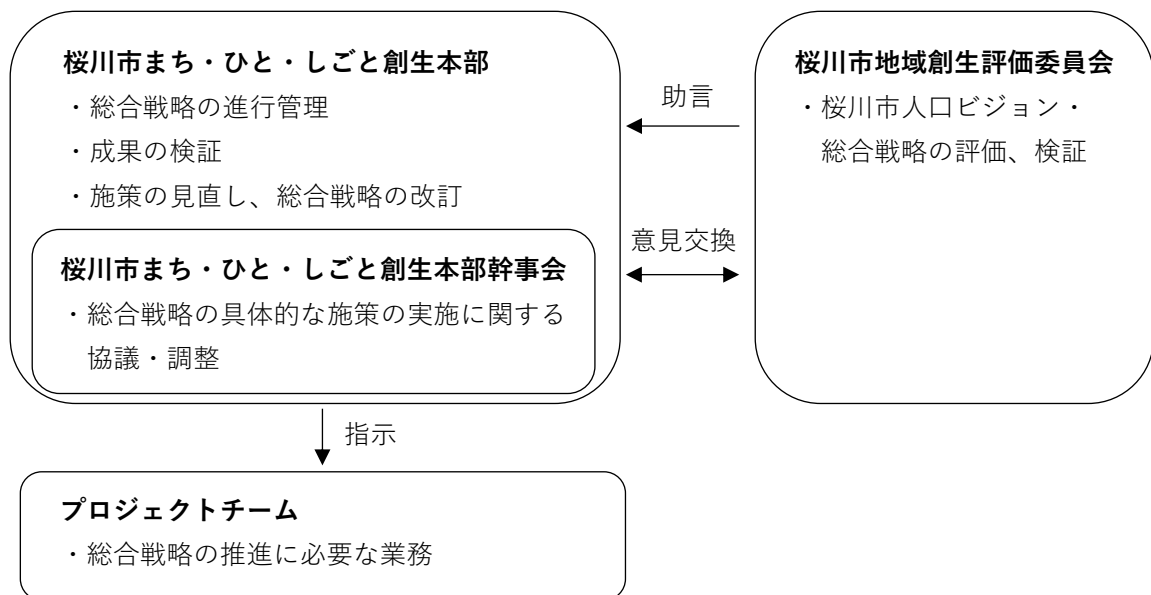 桜川市まち・ひと・しごと創生本部
・総合戦略の進行管理
・成果の検証
・施策の見直し、総合戦略の改訂
桜川市まち・ひと・しごと創生本部幹事会
・総合戦略の具体的な施策の実施に関する
協議・調整
助言
意見交換
桜川市地域創生評価委員会
・桜川市人口ビジョン・
総合戦略の評価、検証
指示
プロジェクトチーム
・総合戦略の推進に必要な業務